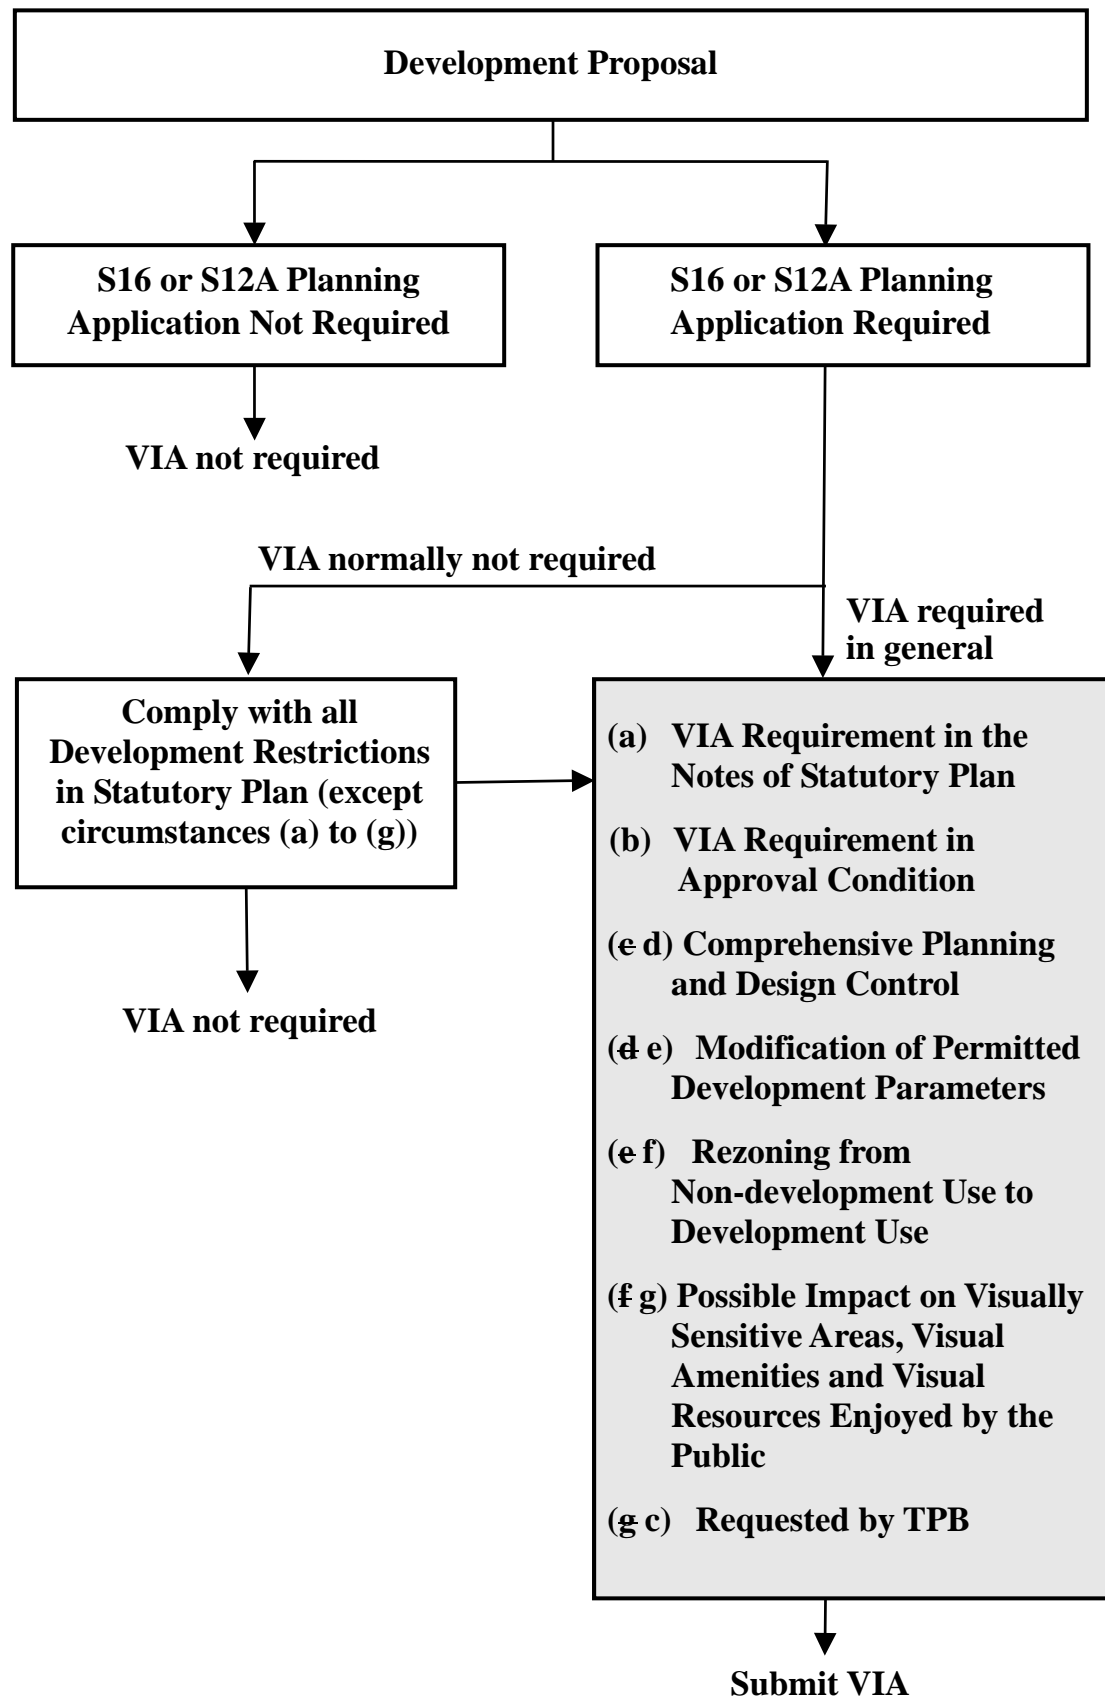 Development Proposal
S16 or S12A Planning
Application Not Required
S16 or S12A Planning
Application Required
VIA not required
VIA normally not required
VIA required
in general
Comply with all
Development Restrictions
in Statutory Plan (except
circumstances (a) to (g))
VIA not required
(a) VIA Requirement in the
Notes of Statutory Plan
(b) VIA Requirement in
Approval Condition
(c d) Comprehensive Planning
and Design Control
(d e) Modification of Permitted
Development Parameters
(e f) Rezoning from
Non-development Use to
Development Use
(f g) Possible Impact on Visually
Sensitive Areas, Visual
Amenities and Visual
Resources Enjoyed by the
Public
(g c) Requested by TPB
Submit VIA